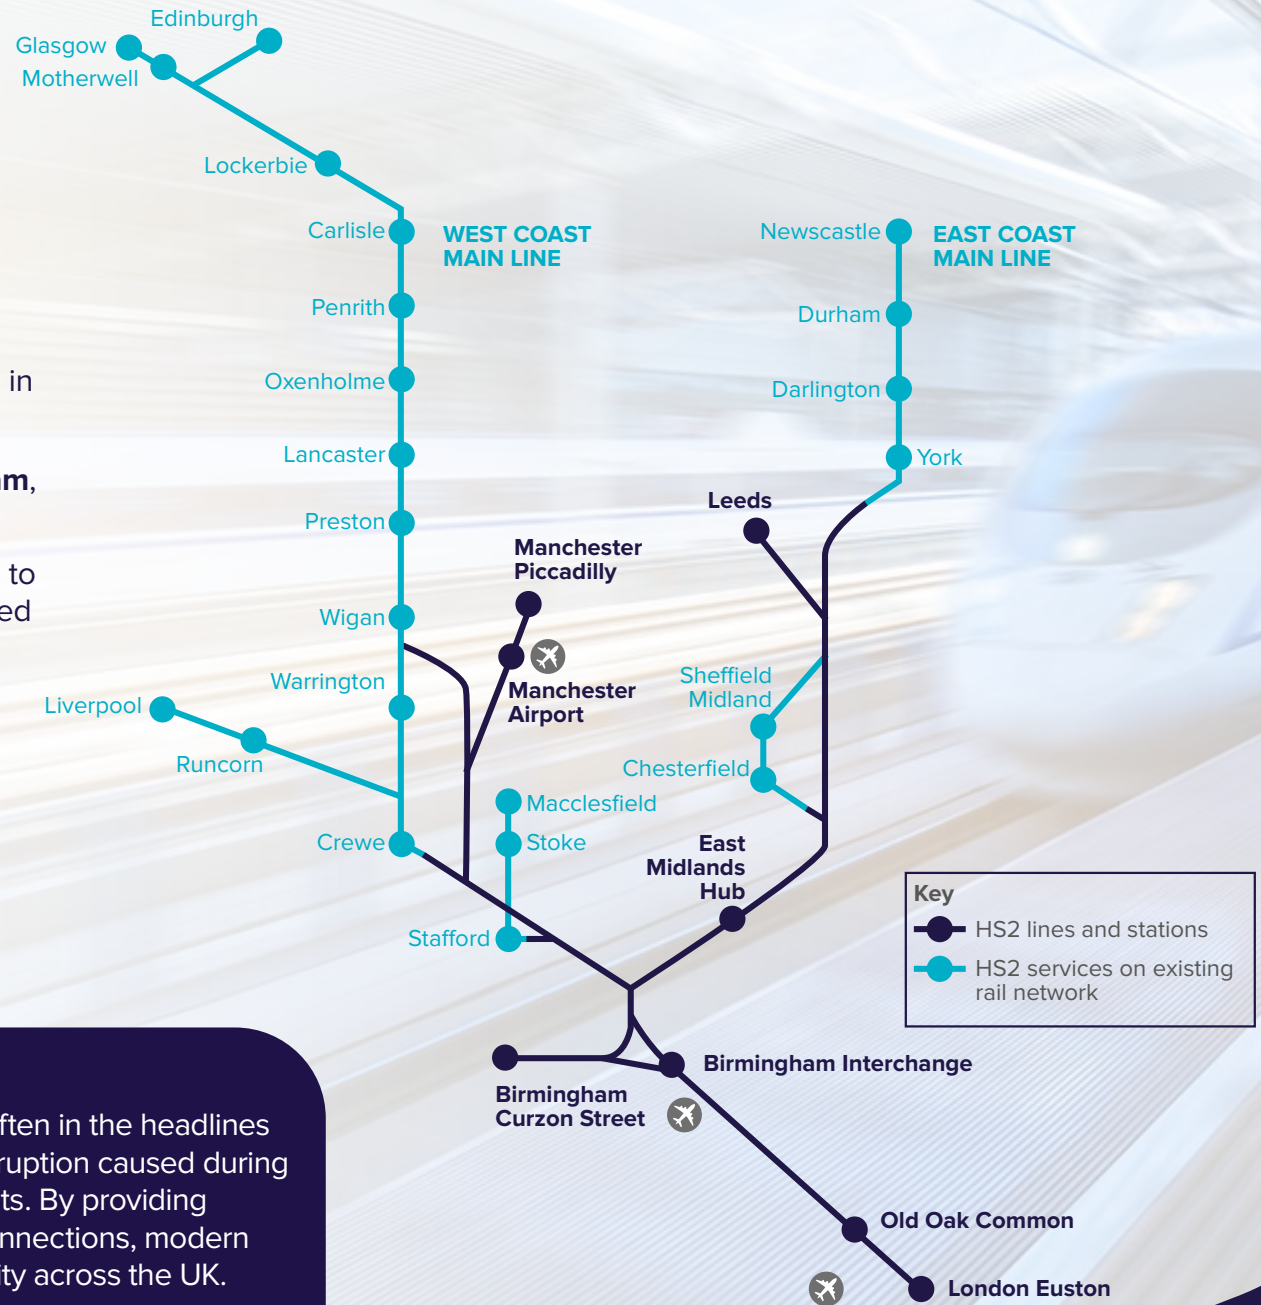 Edinburgh
Glasgow
Motherwell
Lockerbie
Carlisle
WEST COAST
MAIN LINE
Newscastle
EAST COAST
MAIN LINE
Penrith
Durham
in
Oxenholme
Darlington
Lancaster
York
am,
Leeds
Preston
Manchester
Piccadilly
to
ed
Wigan
Warrington
Manchester
Airport
Sheffield
Midland
Liverpool
Runcorn
Chesterfield
Macclesfield
Crewe
Stoke
East
Midlands
Hub
Stafford
Key
HS2 lines and stations
HS2 services on existing
rail network
Birmingham Interchange
Birmingham
Curzon Street
ften in the headlines
ruption caused during
ts. By providing
nnections, modern
ity across the UK.
Old Oak Common
London Euston